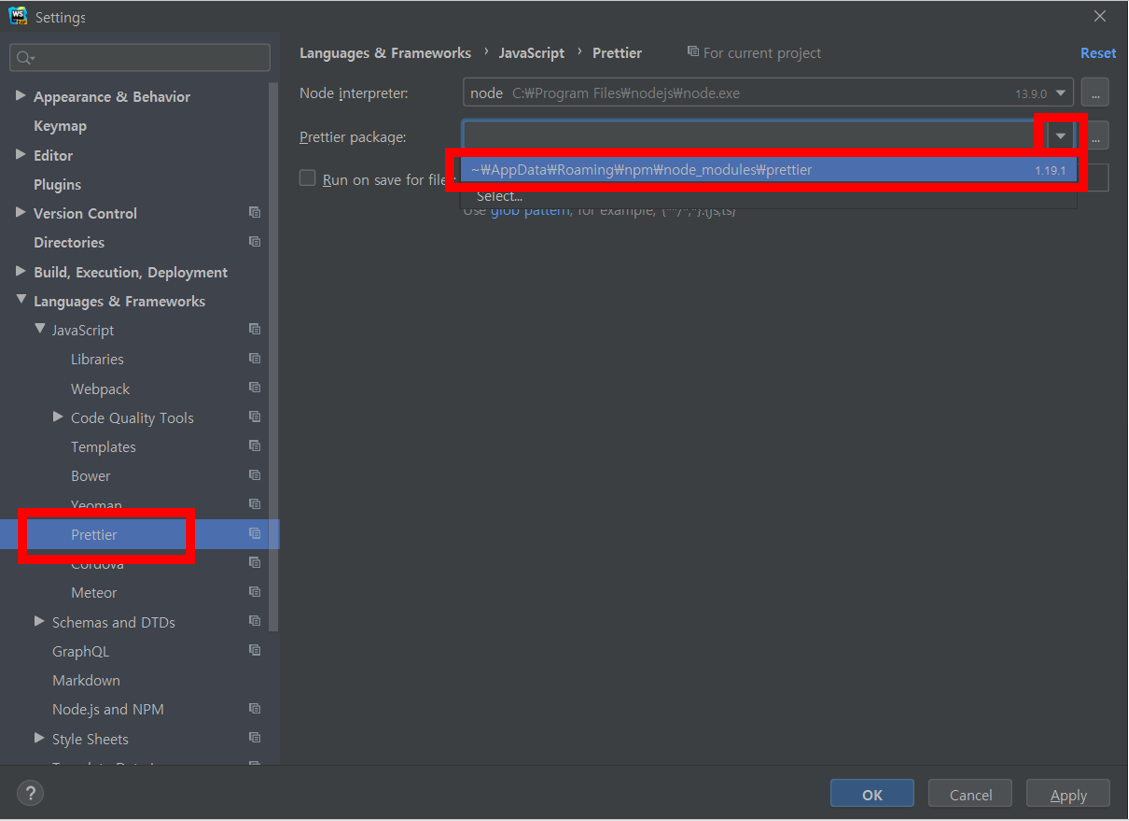 WS
Settings
Languages & Frameworks › JavaScript › Prettier For current project Reset
Appearance & Behavior
Keymap
Editor
Plugins
Version Control
Directories
Build, Execution, Deployment
Languages & Frameworks
JavaScript
Libraries
Webpack
Code Quality Tools
Templates
Bower
Yeoman
Prettier
Cordova
Meteor
Schemas and DTDs
GraphQL
Markdown
Node.js and NPM
Style Sheets
Node interpreter: node C:₩Program Files₩nodejs₩node.exe 13.9.0 ...
Prettier package: ...
~₩AppData₩Roaming₩npm₩node_modules₩prettier 1.19.1
Run on save for file
Select...
Use glob pattern, for example,
? OK Cancel Apply